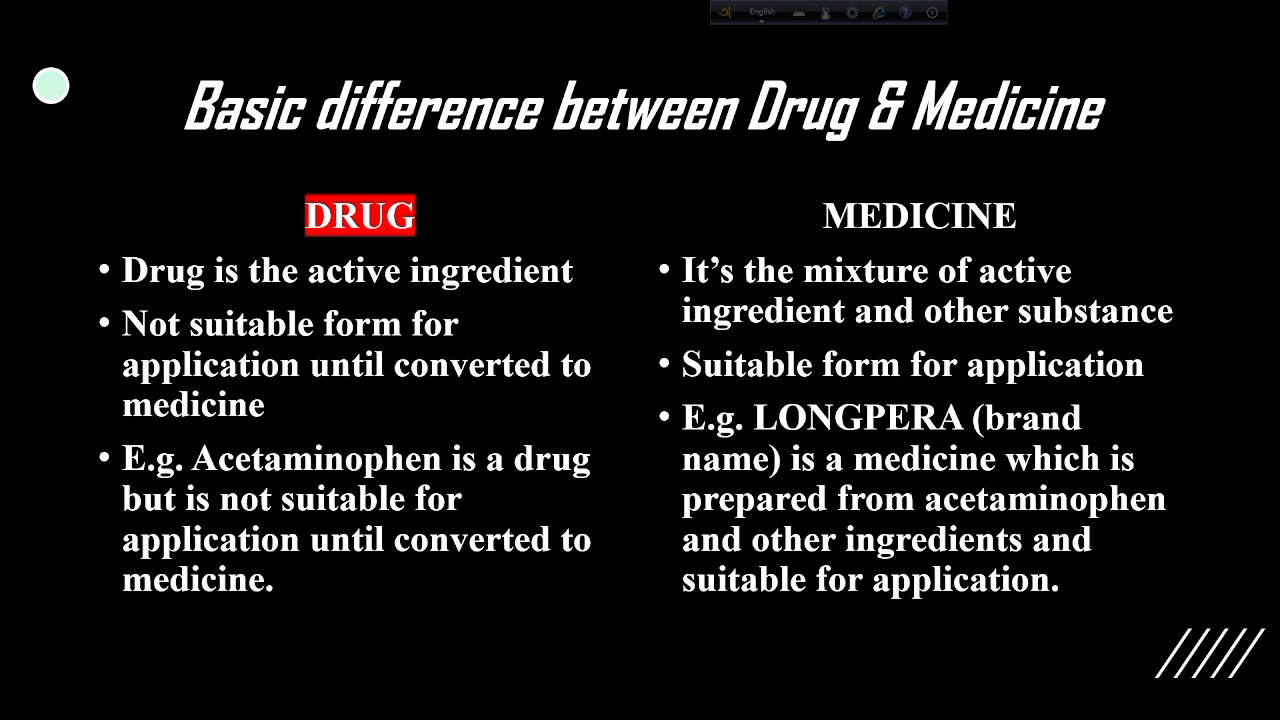 English
Basic difference between Drug & Medicine
DRUG
• Drug is the active ingredient
• Not suitable form for
application until converted to
medicine
• E.g. Acetaminophen is a drug
but is not suitable for
application until converted to
medicine.
MEDICINE
• It’s the mixture of active
ingredient and other substance
• Suitable form for application
• E.g. LONGPERA (brand
name) is a medicine which is
prepared from acetaminophen
and other ingredients and
suitable for application.